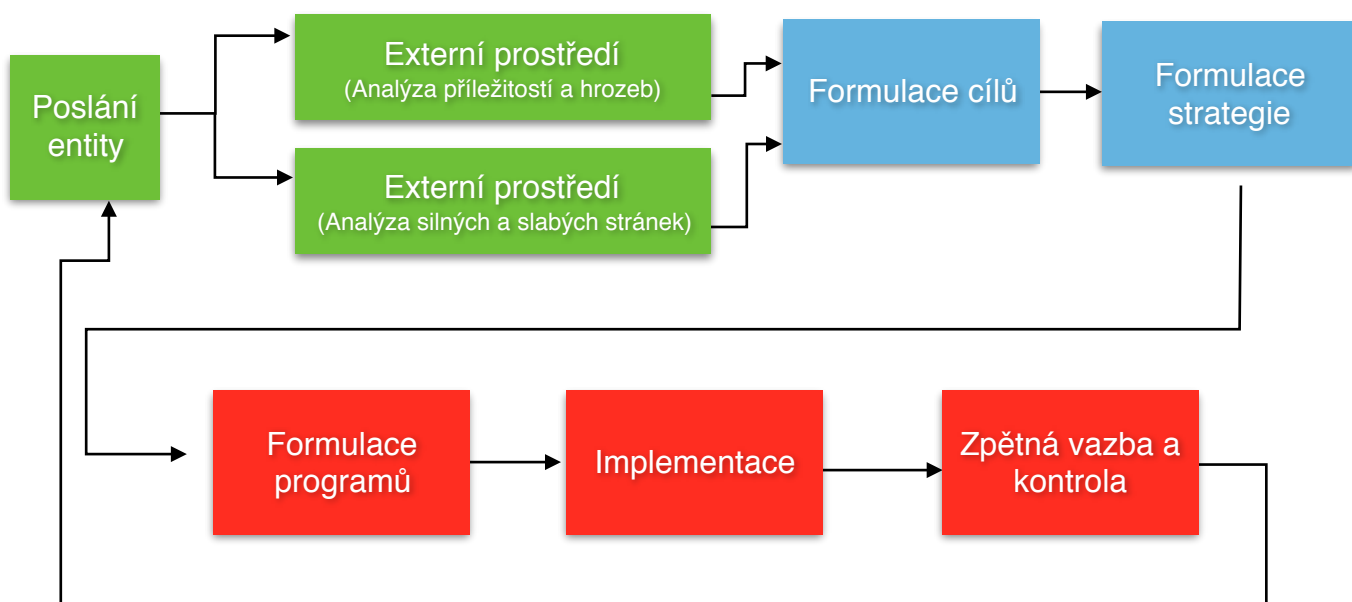 Poslání
entity
Externí prostředí
(Analýza příležitostí a hrozeb)
Externí prostředí
(Analýza silných a slabých stránek)
Formulace cílů
Formulace
strategie
Formulace
programů
Implementace
Zpětná vazba a
kontrola